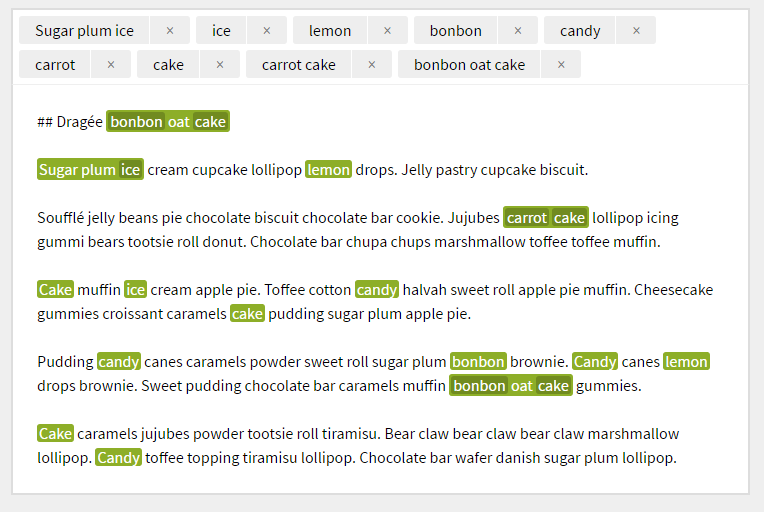 Sugar plum ice × ice × lemon × bonbon × candy ×
carrot × cake × carrot cake × bonbon oat cake ×
## Dragée bonbon oat cake
Sugar plum ice cream cupcake lollipop lemon drops. Jelly pastry cupcake biscuit.
Soufflé jelly beans pie chocolate biscuit chocolate bar cookie. Jujubes carrot cake lollipop icing
gummi bears tootsie roll donut. Chocolate bar chupa chups marshmallow toffee toffee muffin.
Cake muffin ice cream apple pie. Toffee cotton candy halvah sweet roll apple pie muffin. Cheesecake
gummies croissant caramels cake pudding sugar plum apple pie.
Pudding candy canes caramels powder sweet roll sugar plum bonbon brownie. Candy canes lemon
drops brownie. Sweet pudding chocolate bar caramels muffin bonbon oat cake gummies.
Cake caramels jujubes powder tootsie roll tiramisu. Bear claw bear claw bear claw marshmallow
lollipop. Candy toffee topping tiramisu lollipop. Chocolate bar wafer danish sugar plum lollipop.